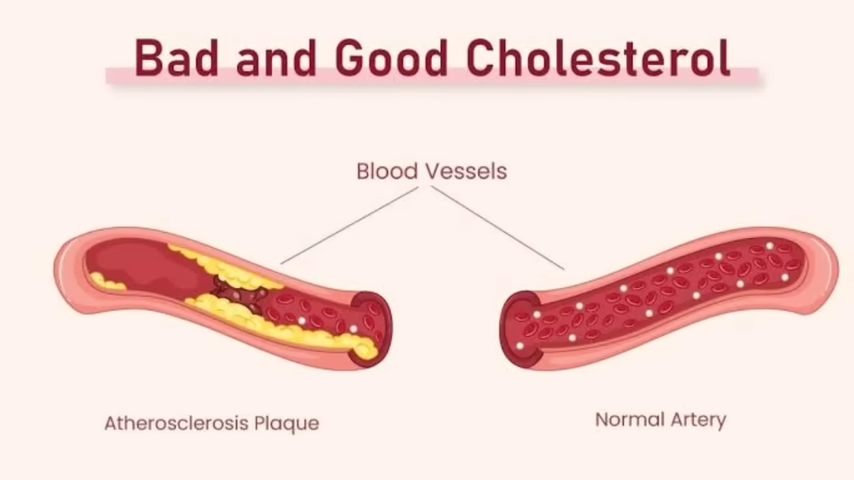 Bad and Good Cholesterol
Blood Vessels
Atherosclerosis Plaque
Normal Artery